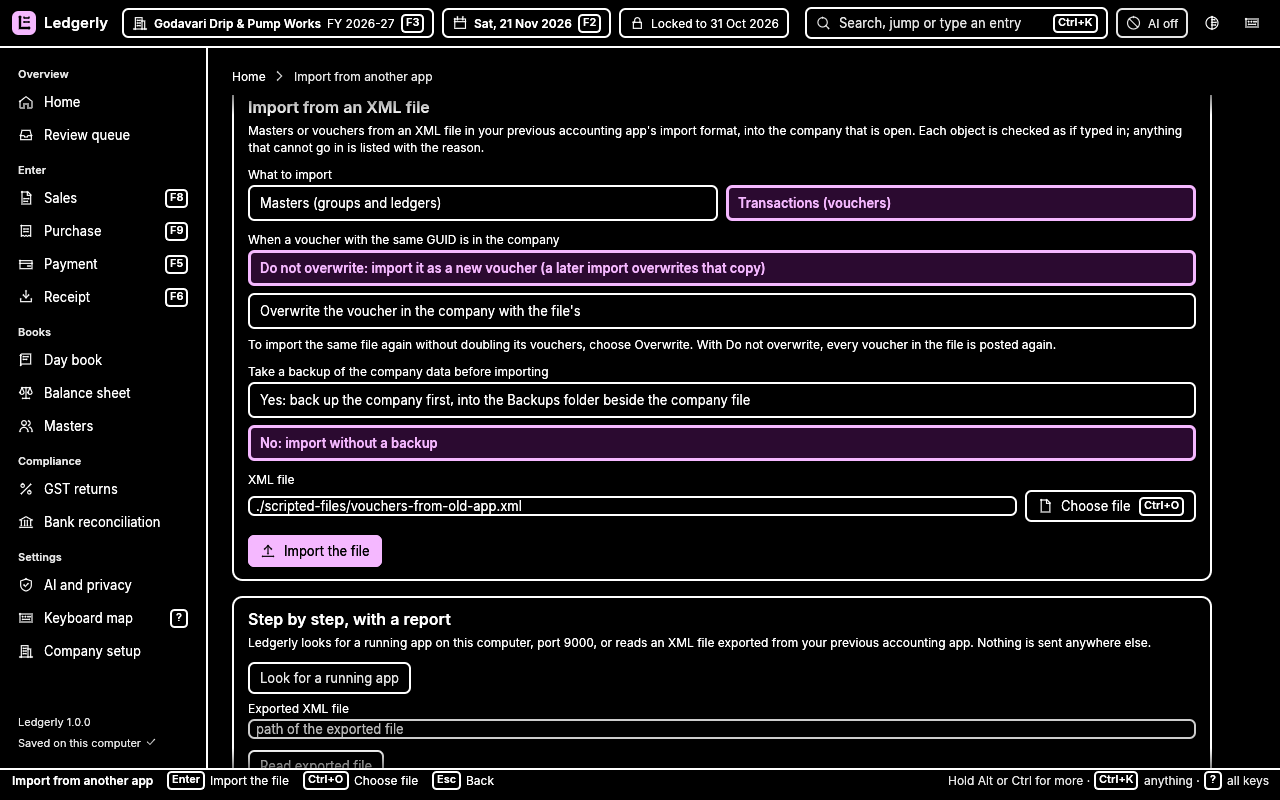 Ledgerly
Godavari Drip & Pump Works FY 2026-27 F3
Sat, 21 Nov 2026 F2
Locked to 31 Oct 2026
Search, jump or type an entry Ctrl+K
AI off
Overview
Home
Review queue
Enter
Sales F8
Purchase F9
Payment F5
Receipt F6
Books
Day book
Balance sheet
Masters
Compliance
GST returns
Bank reconciliation
Settings
AI and privacy
Keyboard map ?
Company setup
Ledgerly 1.0.0
Saved on this computer
Home > Import from another app
Import from an XML file
Masters or vouchers from an XML file in your previous accounting app's import format, into the company that is open. Each object is checked as if typed in; anything
that cannot go in is listed with the reason.
What to import
Masters (groups and ledgers)
Transactions (vouchers)
When a voucher with the same GUID is in the company
Do not overwrite: import it as a new voucher (a later import overwrites that copy)
Overwrite the voucher in the company with the file's
To import the same file again without doubling its vouchers, choose Overwrite. With Do not overwrite, every voucher in the file is posted again.
Take a backup of the company data before importing
Yes: back up the company first, into the Backups folder beside the company file
No: import without a backup
XML file
./scripted-files/vouchers-from-old-app.xml
Choose file Ctrl+O
Import the file
Step by step, with a report
Ledgerly looks for a running app on this computer, port 9000, or reads an XML file exported from your previous accounting app. Nothing is sent anywhere else.
Look for a running app
Exported XML file
path of the exported file
Read exported file
Import from another app Enter Import the file Ctrl+O Choose file Esc Back
Hold Alt or Ctrl for more · Ctrl+K anything · ? all keys